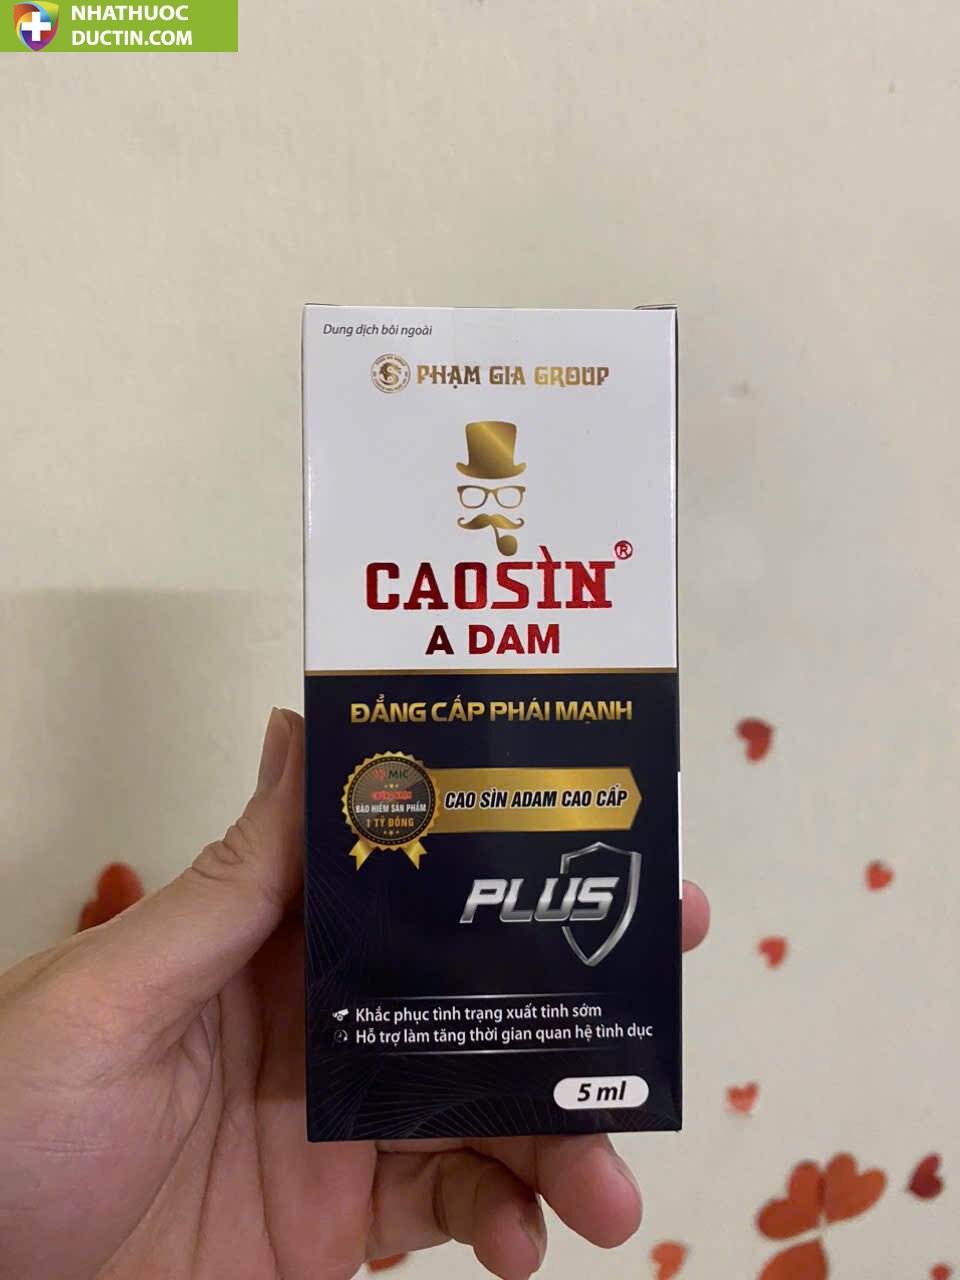 NHATHUOC
DUCTIN.COM
Dung dịch bôi ngoài
PHẠM GIA GROUP
CAOSÌN®
A DAM
ĐẲNG CẤP PHÁI MẠNH
MIC
CHỨNG NHẬN
BẢO HIỂM SẢN PHẨM
1 TỶ ĐỒNG
CAO SÌN ADAM CAO CẤP
PLUS
Khắc phục tình trạng xuất tinh sớm
Hỗ trợ làm tăng thời gian quan hệ tình dục
5 ml